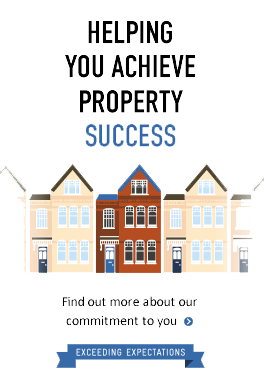 HELPING
YOU ACHIEVE
PROPERTY
SUCCESS
Find out more about our
commitment to you
EXCEEDING EXPECTATIONS